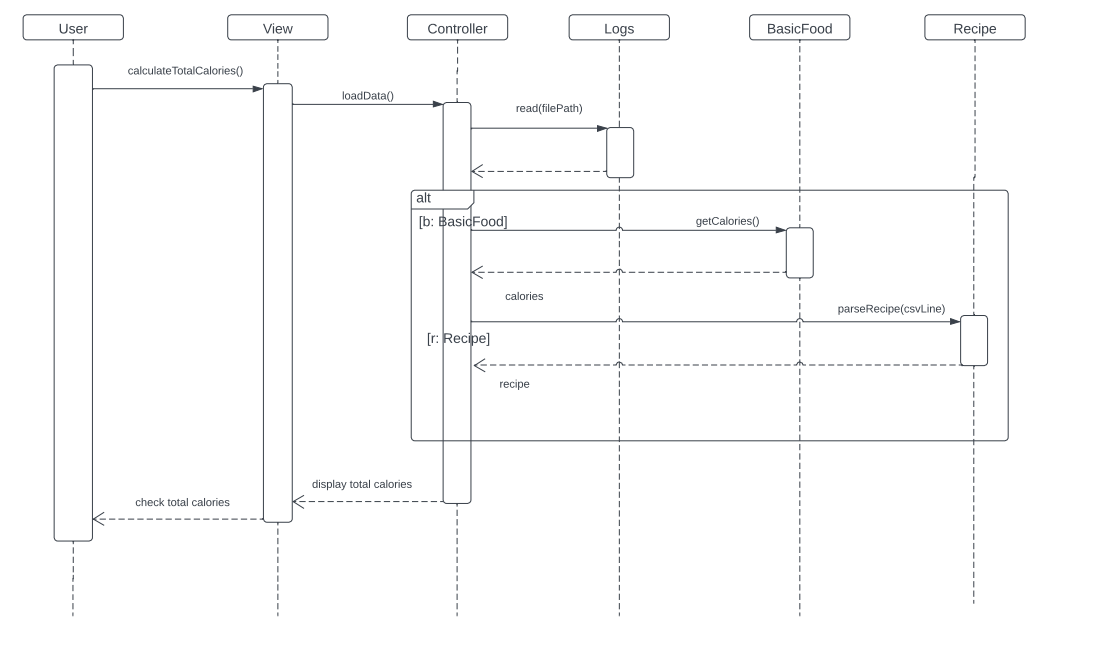 User
View
Controller
Logs
BasicFood
Recipe
calculateTotalCalories()
loadData()
read(filePath)
alt
[b: BasicFood]
getCalories()
calories
parseRecipe(csvLine)
[r: Recipe]
recipe
display total calories
check total calories